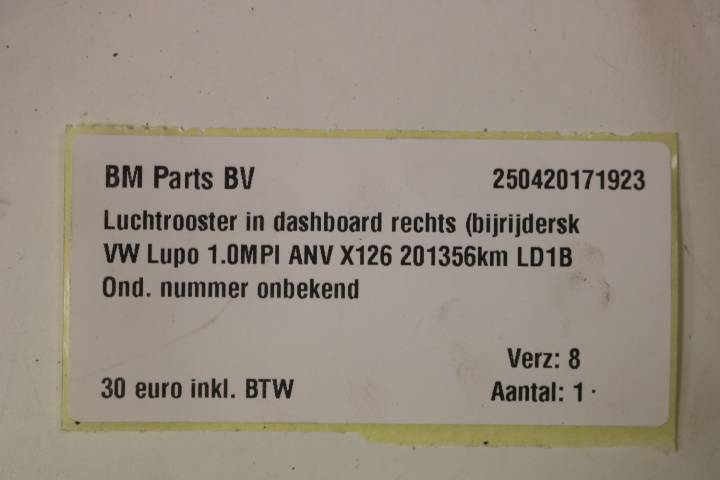 BM Parts BV 250420171923
Luchtrooster in dashboard rechts (bijrijdersk
VW Lupo 1.0MPI ANV X126 201356km LD1B
Ond. nummer onbekend
Verz: 8
30 euro inkl. BTW Aantal: 1